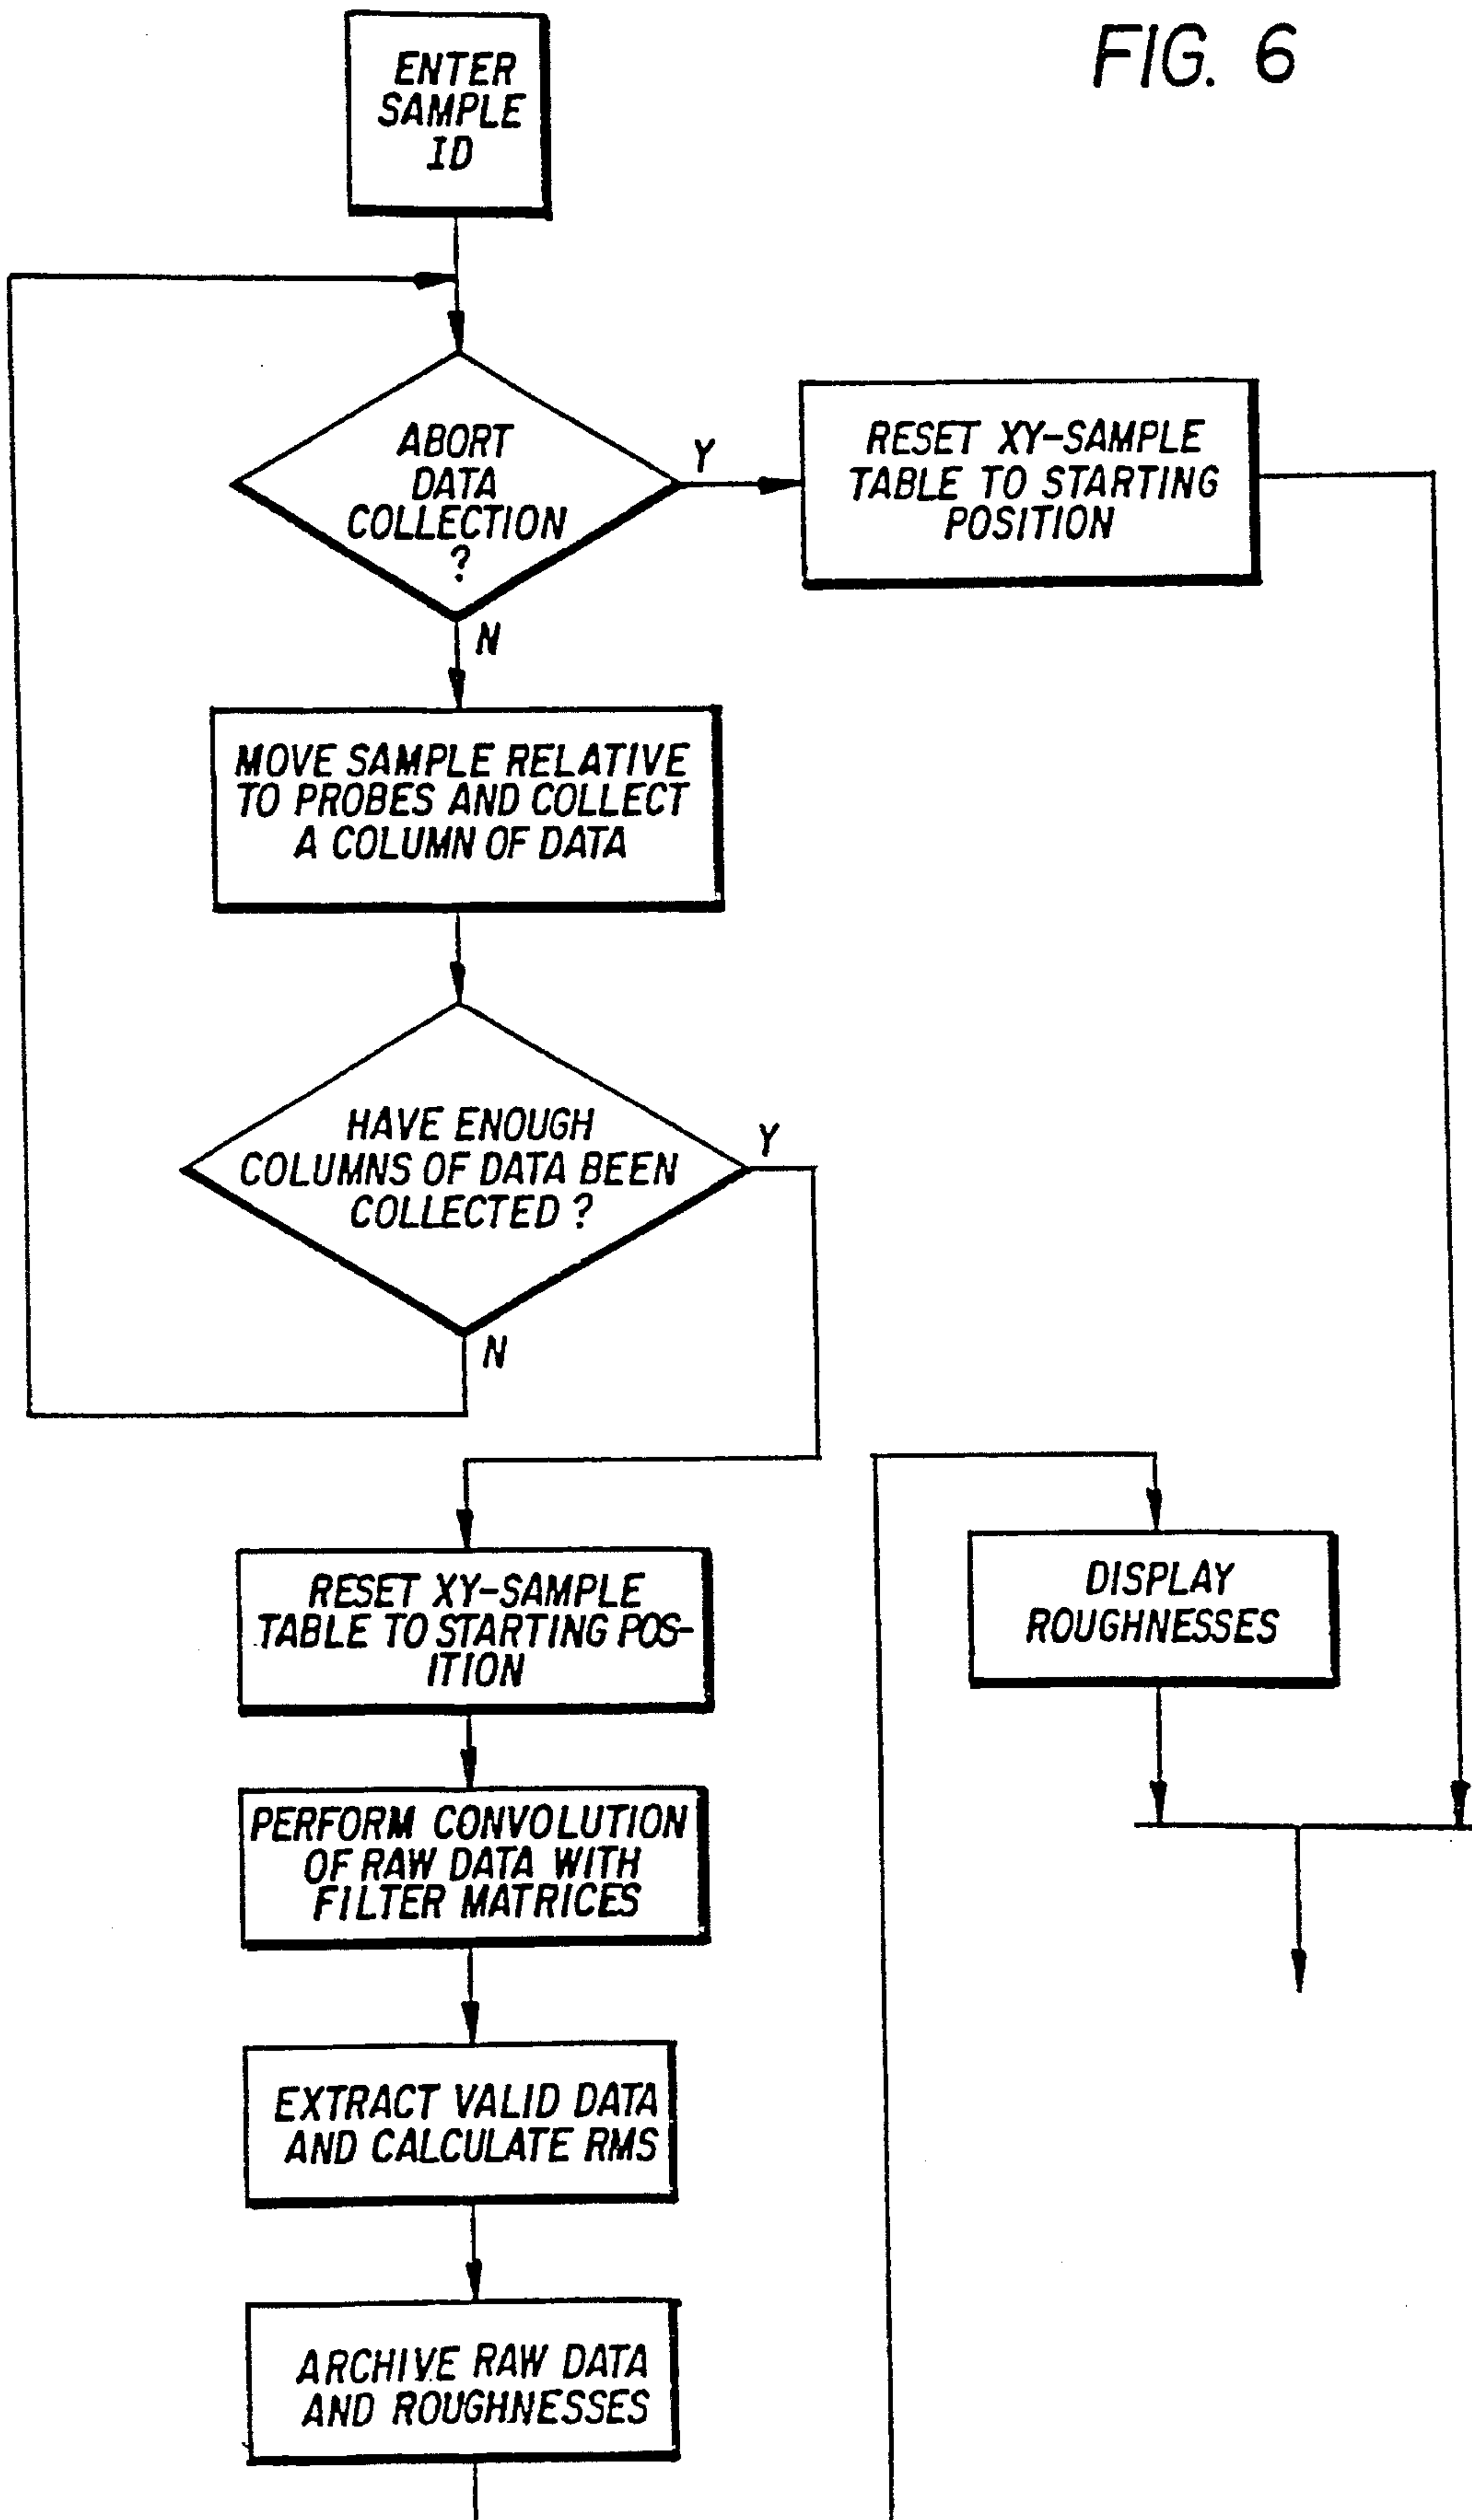 FIG. 6
ENTER
SAMPLE
ID
ABORT
DATA
COLLECTION
?
Y
N
RESET XY-SAMPLE
TABLE TO STARTING
POSITION
MOVE SAMPLE RELATIVE
TO PROBES AND COLLECT
A COLUMN OF DATA
HAVE ENOUGH
COLUMNS OF DATA BEEN
COLLECTED ?
Y
N
RESET XY-SAMPLE
TABLE TO STARTING POS-
ITION
PERFORM CONVOLUTION
OF RAW DATA WITH
FILTER MATRICES
EXTRACT VALID DATA
AND CALCULATE RMS
ARCHIVE RAW DATA
AND ROUGHNESSES
DISPLAY
ROUGHNESSES